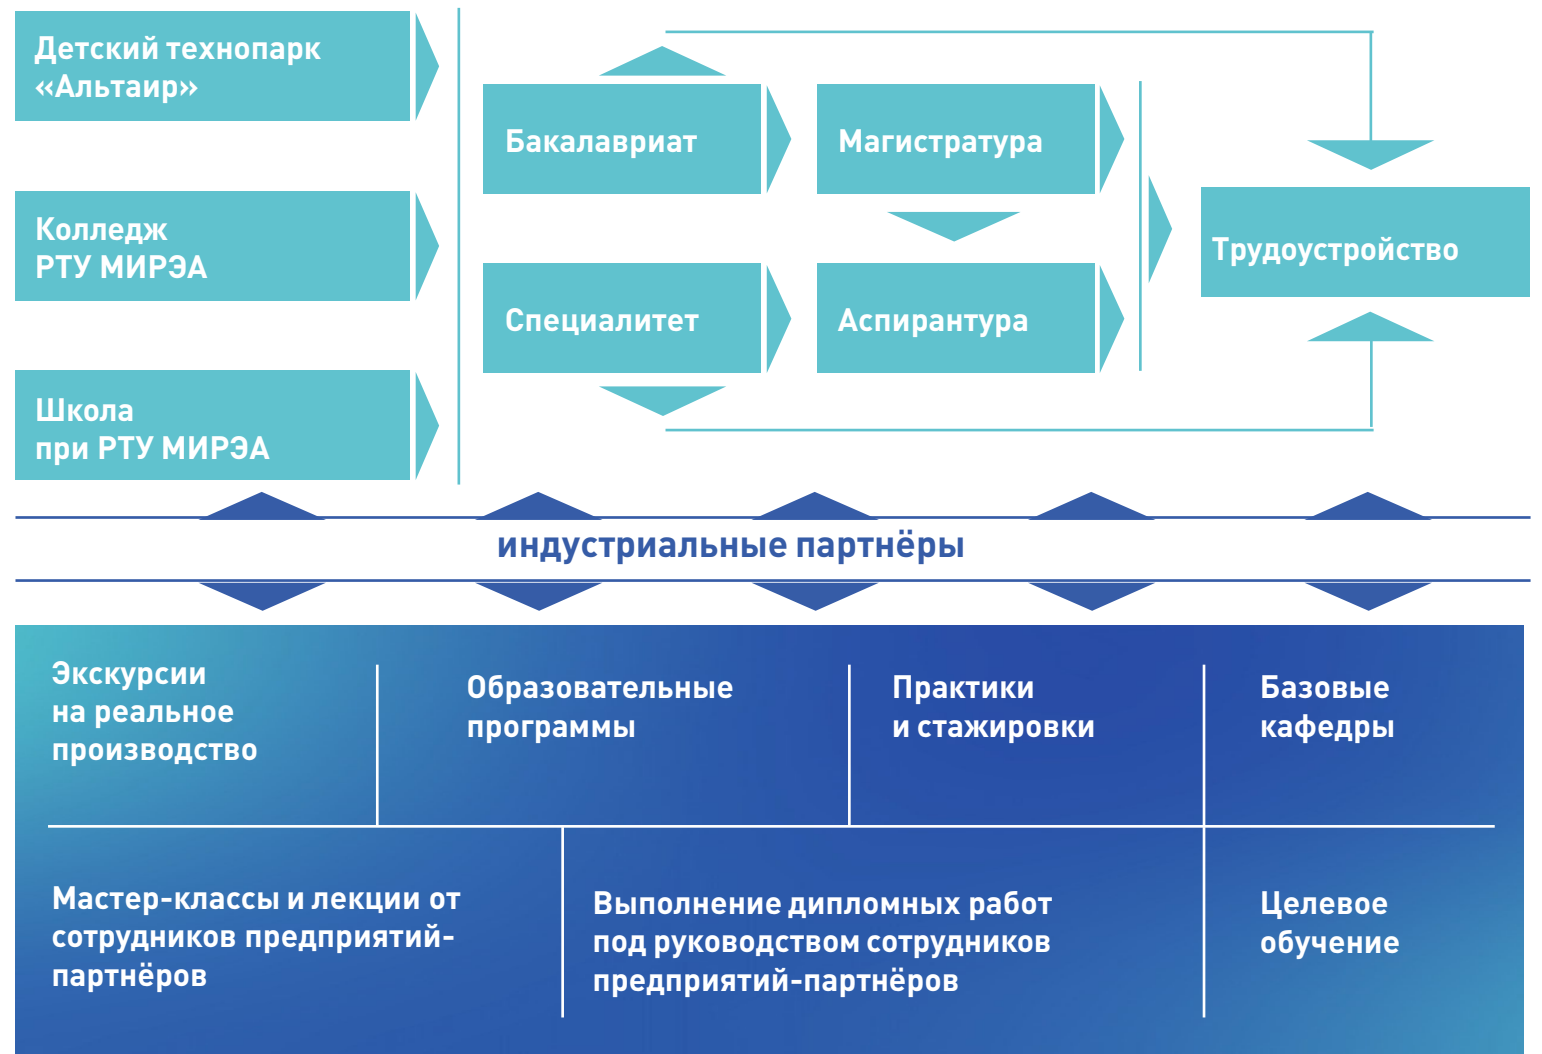 Детский технопарк
«Альтаир»
Колледж
РТУ МИРЭА
Школа
при РТУ МИРЭА
Бакалавриат
Магистратура
Специалитет
Аспирантура
Трудоустройство
индустриальные партнёры
Экскурсии
на реальное
производство
Образовательные
программы
Практики
и стажировки
Базовые
кафедры
Мастер-классы и лекции от
сотрудников предприятий-
партнёров
Выполнение дипломных работ
под руководством сотрудников
предприятий-партнёров
Целевое
обучение